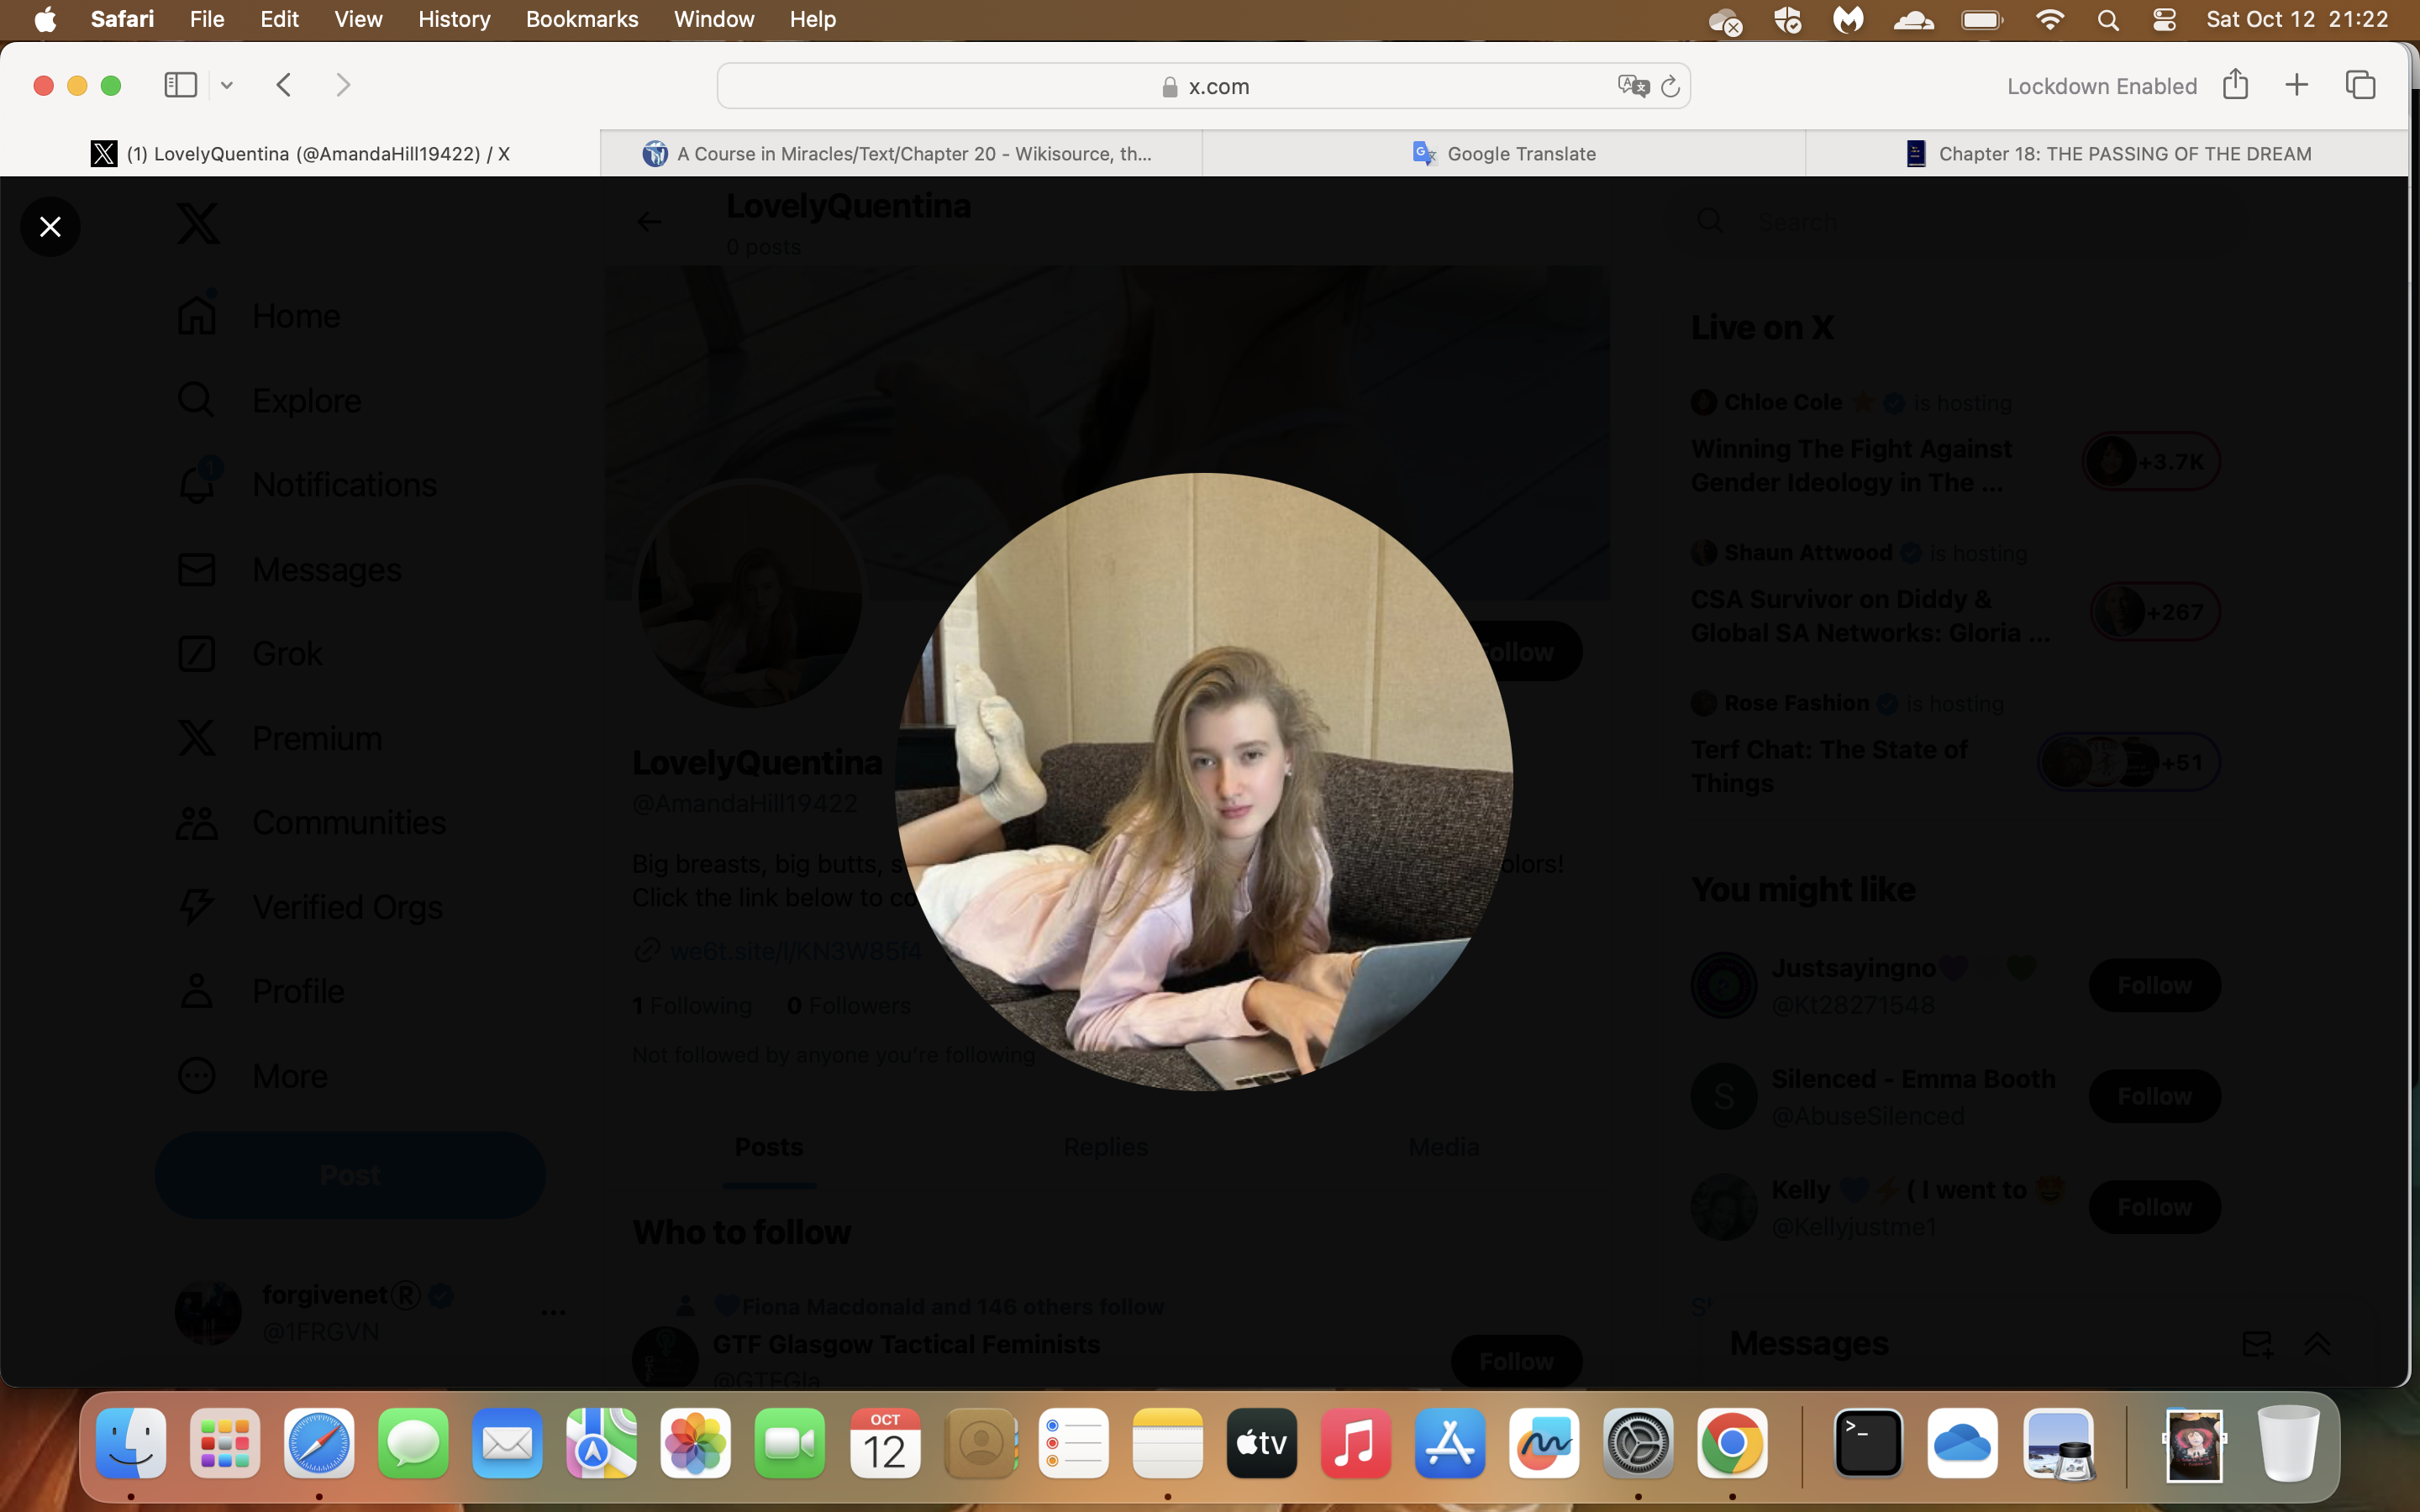 Safari File Edit View History Bookmarks Window Help Sat Oct 12 21:22
x.com
Lockdown Enabled
(1) LovelyQuentina (@AmandaHill19422) / X
A Course in Miracles/Text/Chapter 20 - Wikisource, th...
Google Translate
Chapter 18: THE PASSING OF THE DREAM
Home
Explore
1
Notifications
Messages
Grok
Premium
Communities
Verified Orgs
Profile
More
Post
forgivenet®
@1FRGVN
LovelyQuentina
0 posts
Follow
LovelyQuentina
@AmandaHill19422
Big breasts, big butts, olors!
Click the link below to
we6t.site/l/KN3W85f4
1 Following 0 Followers
Not followed by anyone you're following
Posts Replies Media
Who to follow
Fiona Macdonald and 146 others follow
GTF Glasgow Tactical Feminists
@GTFGla
Follow
Search
Live on X
Chloe Cole is hosting
Winning The Fight Against
Gender Ideology in The ...
+3.7K
Shaun Attwood is hosting
CSA Survivor on Diddy &
Global SA Networks: Gloria ...
+267
Rose Fashion is hosting
Terf Chat: The State of
Things
+51
You might like
Justsayingno
@Kt28271548
Follow
S
Silenced - Emma Booth
@AbuseSilenced
Follow
Kelly ( I went to
@Kellyjustme1
Follow
Messages
OCT
12
tv